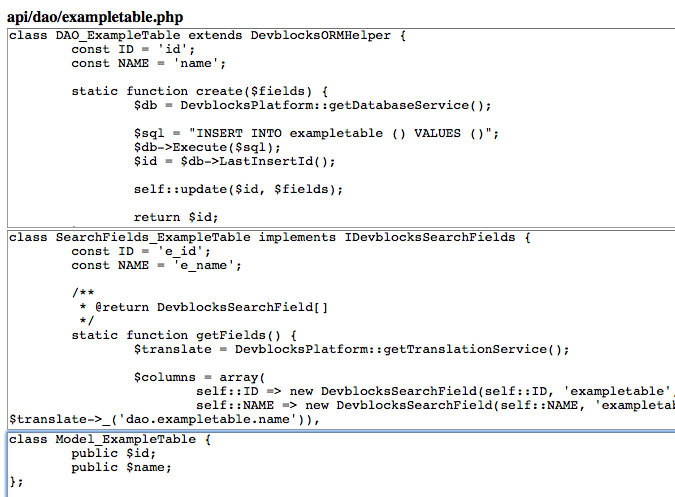 api/dao/exampletable.php
class DAO_ExampleTable extends DevblocksORMHelper {
        const ID = 'id';
        const NAME = 'name';

        static function create($fields) {
                $db = DevblocksPlatform::getDatabaseService();

                $sql = "INSERT INTO exampletable () VALUES ()";
                $db->Execute($sql);
                $id = $db->LastInsertId();

                self::update($id, $fields);

                return $id;
class SearchFields_ExampleTable implements IDevblocksSearchFields {
        const ID = 'e_id';
        const NAME = 'e_name';

        /**
         * @return DevblocksSearchField[]
         */
        static function getFields() {
                $translate = DevblocksPlatform::getTranslationService();

                $columns = array(
                        self::ID => new DevblocksSearchField(self::ID, 'exampletable',
                        self::NAME => new DevblocksSearchField(self::NAME, 'exampletab
$translate->_('dao.exampletable.name')),
class Model_ExampleTable {
        public $id;
        public $name;
};